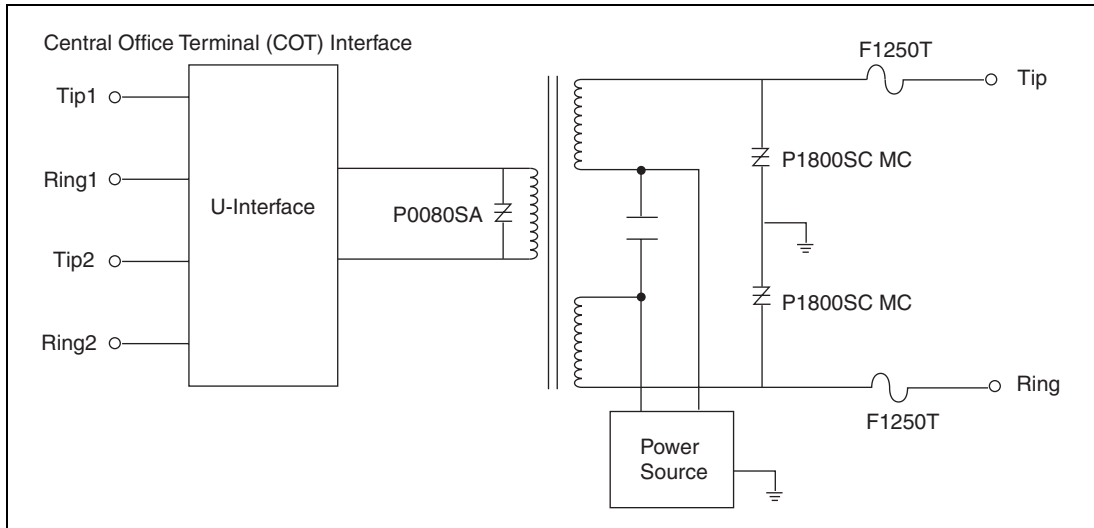 Central Office Terminal (COT) Interface
F1250T
Tip1
Tip
P1800SC MC
Ring1
U-Interface
P0080SA
Tip2
P1800SC MC
Ring2
Ring
F1250T
Power
Source